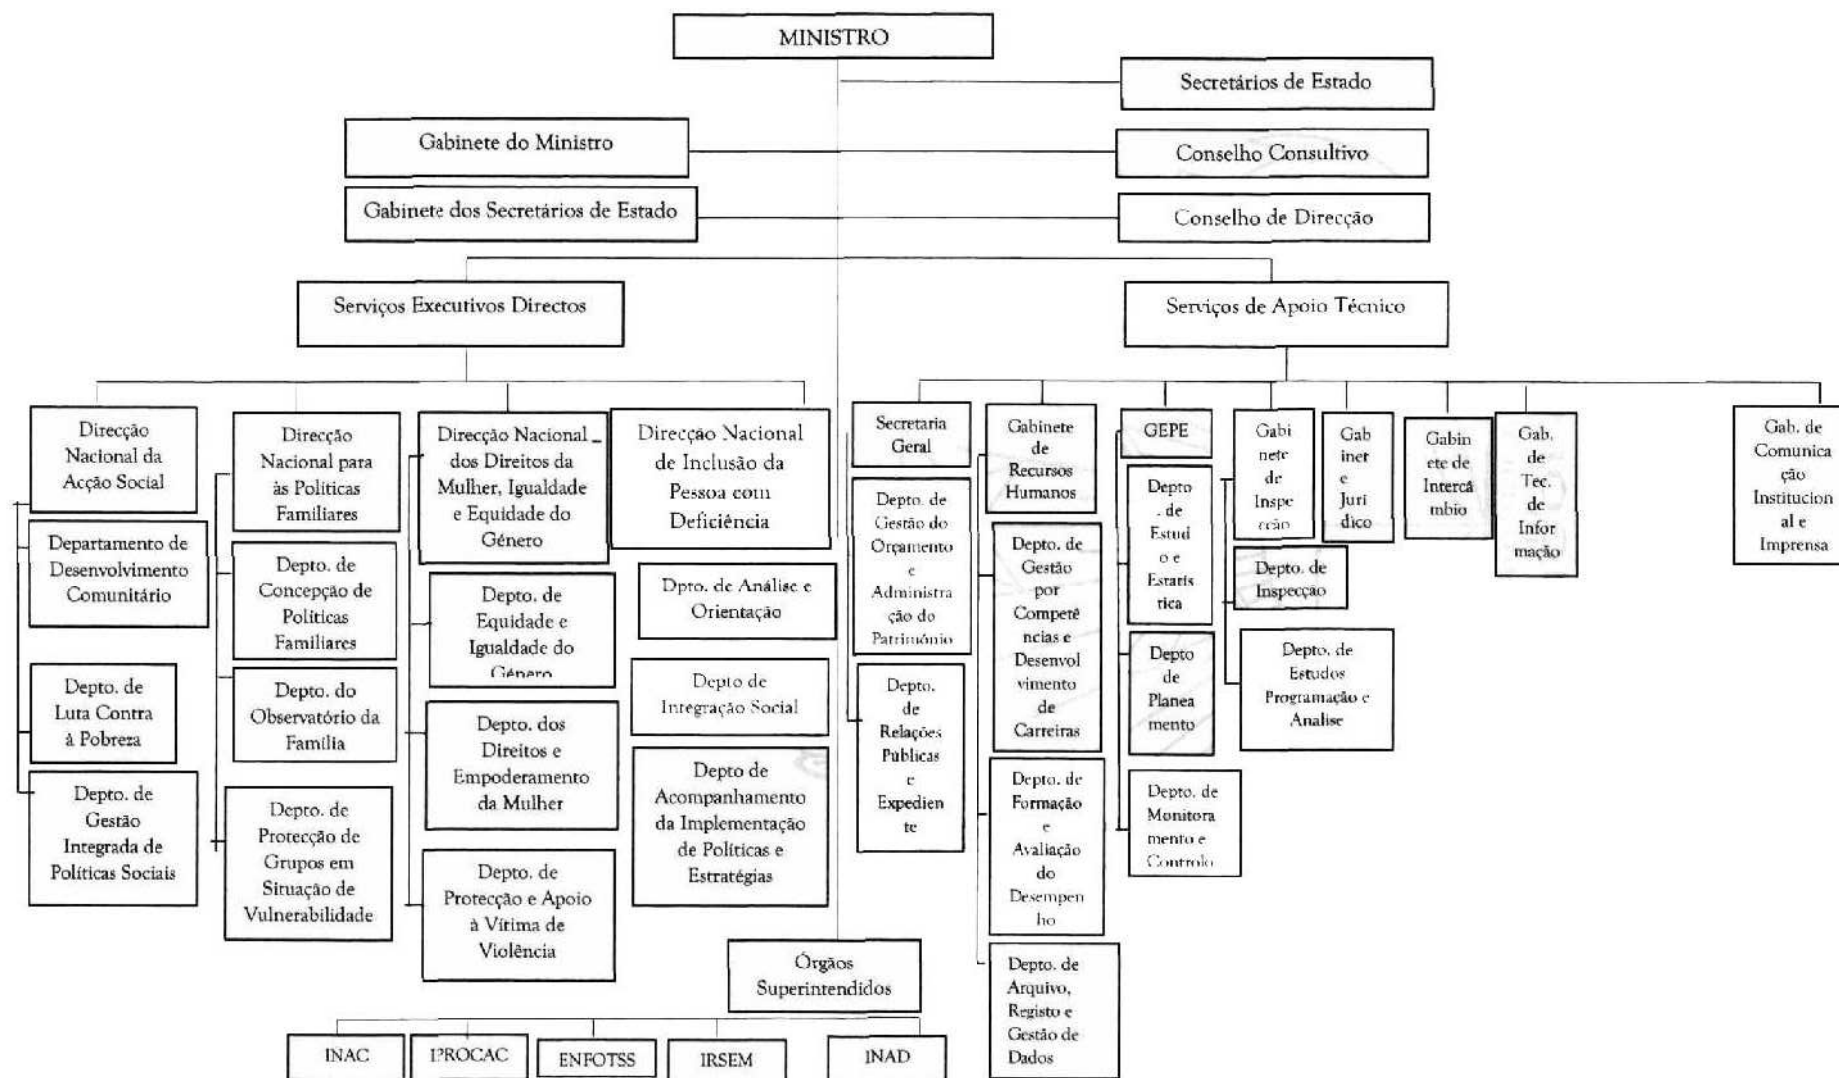 MINISTRO
Secretários de Estado
Gabinete do Ministro
Conselho Consultivo
Gabinete dos Secretários de Estado
Conselho de Direcção
Serviços Executivos Directos
Serviços de Apoio Técnico
Direcção
Nacional da
Acção Social
Departamento de
Desenvolvimento
Comunitário
Depto. de
Luta Contra
à Pobreza
Depto. de
Gestão
Integrada de
Políticas Sociais
Direcção
Nacional para
às Políticas
Familiares
Depto. de
Concepção de
Políticas
Familiares
Depto. do
Observatório da
Família
Depto. de
Protecção de
Grupos em
Situação de
Vulnerabilidade
Direcção Nacional
dos Direitos da
Mulher, Igualdade
e Equidade do
Género
Depto. de
Equidade e
Igualdade do
Género
Depto. dos
Direitos e
Empoderamento
da Mulher
Depto. de
Protecção e Apoio
à Vítima de
Violência
Direcção Nacional
de Inclusão da
Pessoa com
Deficiência
Dpto. de Análise e
Orientação
Depto de
Integração Social
Depto de
Acompanhamento
da Implementação
de Políticas e
Estratégias
Secretaria
Geral
Depto. de
Gestão do
Orçamento
e
Administra
ção do
Património
Depto.
de
Relações
Públicas
e
Expedien
te
Gabinete
de
Recursos
Humanos
Depto. de
Gestão
por
Competê
ncias e
Desenvol
vimento
de
Carreiras
Depto. de
Formação
e
Avaliação
do
Desempen
ho
Depto. de
Arquivo,
Registo e
Gestão de
Dados
GEPE
Depto
. de
Estud
o e
Estatís
tica
Depto
de
Planea
mento
Depto. de
Monitora
mento e
Controlo
Gabi
nete
de
Inspe
cção
Depto. de
Inspecção
Depto. de
Estudos
Programação e
Analise
Gab
inet
e
Jurí
dico
Gabin
ete de
Intercâ
mbio
Gab.
de
Tec.
de
Infor
mação
Gab. de
Comunica
ção
Institucion
al e
Imprensa
Órgãos
Superintendidos
INAC
IPROCAC
ENFOTSS
IRSEM
INAD